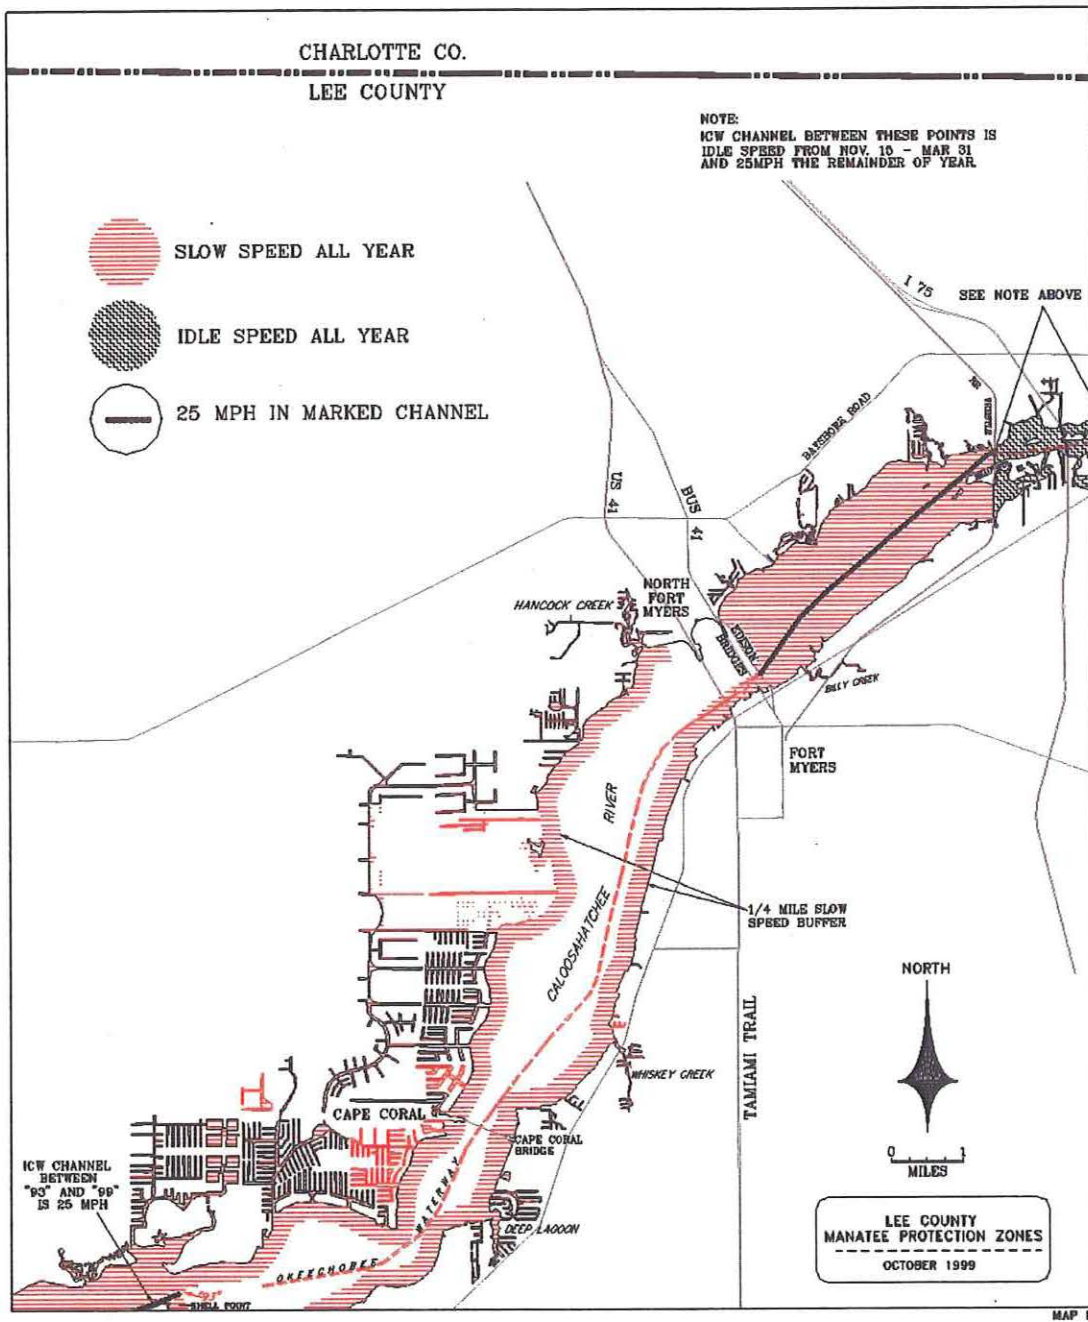 CHARLOTTE CO.
LEE COUNTY
NOTE:
ICW CHANNEL BETWEEN THESE POINTS IS
IDLE SPEED FROM NOV. 15 - MAR 31
AND 25MPH THE REMAINDER OF YEAR
SLOW SPEED ALL YEAR
IDLE SPEED ALL YEAR
25 MPH IN MARKED CHANNEL
I 75
SEE NOTE ABOVE
BAYSHORE ROAD
US 41
BUS 41
NORTH
FORT
MYERS
HANCOCK CREEK
EDISON
BRIDGES
BILLY CREEK
FORT
MYERS
RIVER
CALOOSAHATCHEE
1/4 MILE SLOW
SPEED BUFFER
NORTH
TAMIAMI TRAIL
WHISKEY CREEK
CAPE CORAL
CAPE CORAL
BRIDGE
0 1
MILES
ICW CHANNEL
BETWEEN
"93" AND "99"
IS 25 MPH
WATERWAY
DEEP LAGOON
OKEECHOBEE
"93"
SHELL POINT
LEE COUNTY
MANATEE PROTECTION ZONES
OCTOBER 1999
MAP